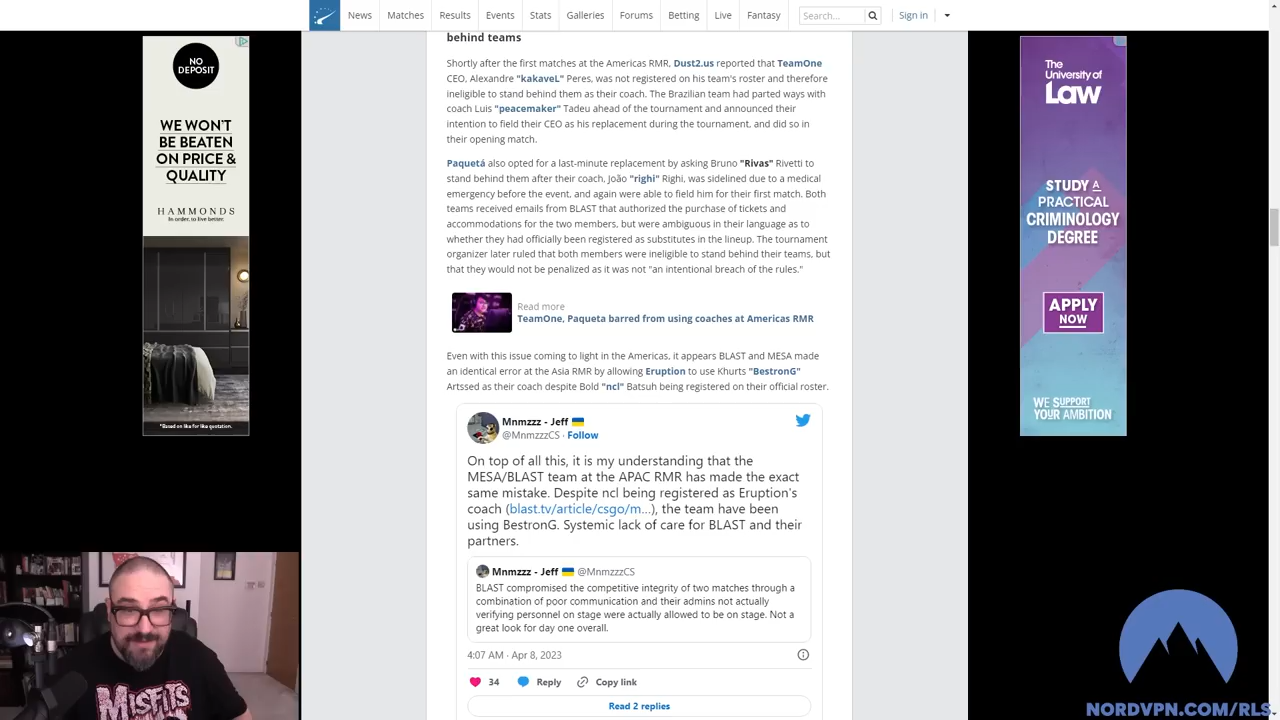 News
Matches
Results
Events
Stats
Galleries
Forums
Betting
Live
Fantasy
Search...
Sign in
behind teams
Shortly after the first matches at the Americas RMR, Dust2.us reported that TeamOne
CEO, Alexandre "kakaveL" Peres, was not registered on his team's roster and therefore
ineligible to stand behind them as their coach. The Brazilian team had parted ways with
coach Luis "peacemaker" Tadeu ahead of the tournament and announced their
intention to field their CEO as his replacement during the tournament, and did so in
their opening match.
Paquetá also opted for a last-minute replacement by asking Bruno "Rivas" Rivetti to
stand behind them after their coach, João "righi" Righi, was sidelined due to a medical
emergency before the event, and again were able to field him for their first match. Both
teams received emails from BLAST that authorized the purchase of tickets and
accommodations for the two members, but were ambiguous in their language as to
whether they had officially been registered as substitutes in the lineup. The tournament
organizer later ruled that both members were ineligible to stand behind their teams, but
that they would not be penalized as it was not "an intentional breach of the rules."
Read more
TeamOne, Paqueta barred from using coaches at Americas RMR
Even with this issue coming to light in the Americas, it appears BLAST and MESA made
an identical error at the Asia RMR by allowing Eruption to use Khurts "BestronG"
Artssed as their coach despite Bold "ncl" Batsuh being registered on their official roster.
Mnmzzz - Jeff
@MnmzzzCS · Follow
On top of all this, it is my understanding that the
MESA/BLAST team at the APAC RMR has made the exact
same mistake. Despite ncl being registered as Eruption's
coach (blast.tv/article/csgo/m…), the team have been
using BestronG. Systemic lack of care for BLAST and their
partners.
Mnmzzz - Jeff @MnmzzzCS
BLAST compromised the competitive integrity of two matches through a
combination of poor communication and their admins not actually
verifying personnel on stage were actually allowed to be on stage. Not a
great look for day one overall.
4:07 AM · Apr 8, 2023
34
Reply
Copy link
Read 2 replies
NO
DEPOSIT
WE WON'T
BE BEATEN
ON PRICE &
QUALITY
HAMMONDS
In order, to live better.
*Based on like for like quotation.
The
University of
Law
STUDY A
PRACTICAL
CRIMINOLOGY
DEGREE
APPLY
NOW
WE SUPPORT
YOUR AMBITION
MISFITS
NORDVPN.COM/RLS